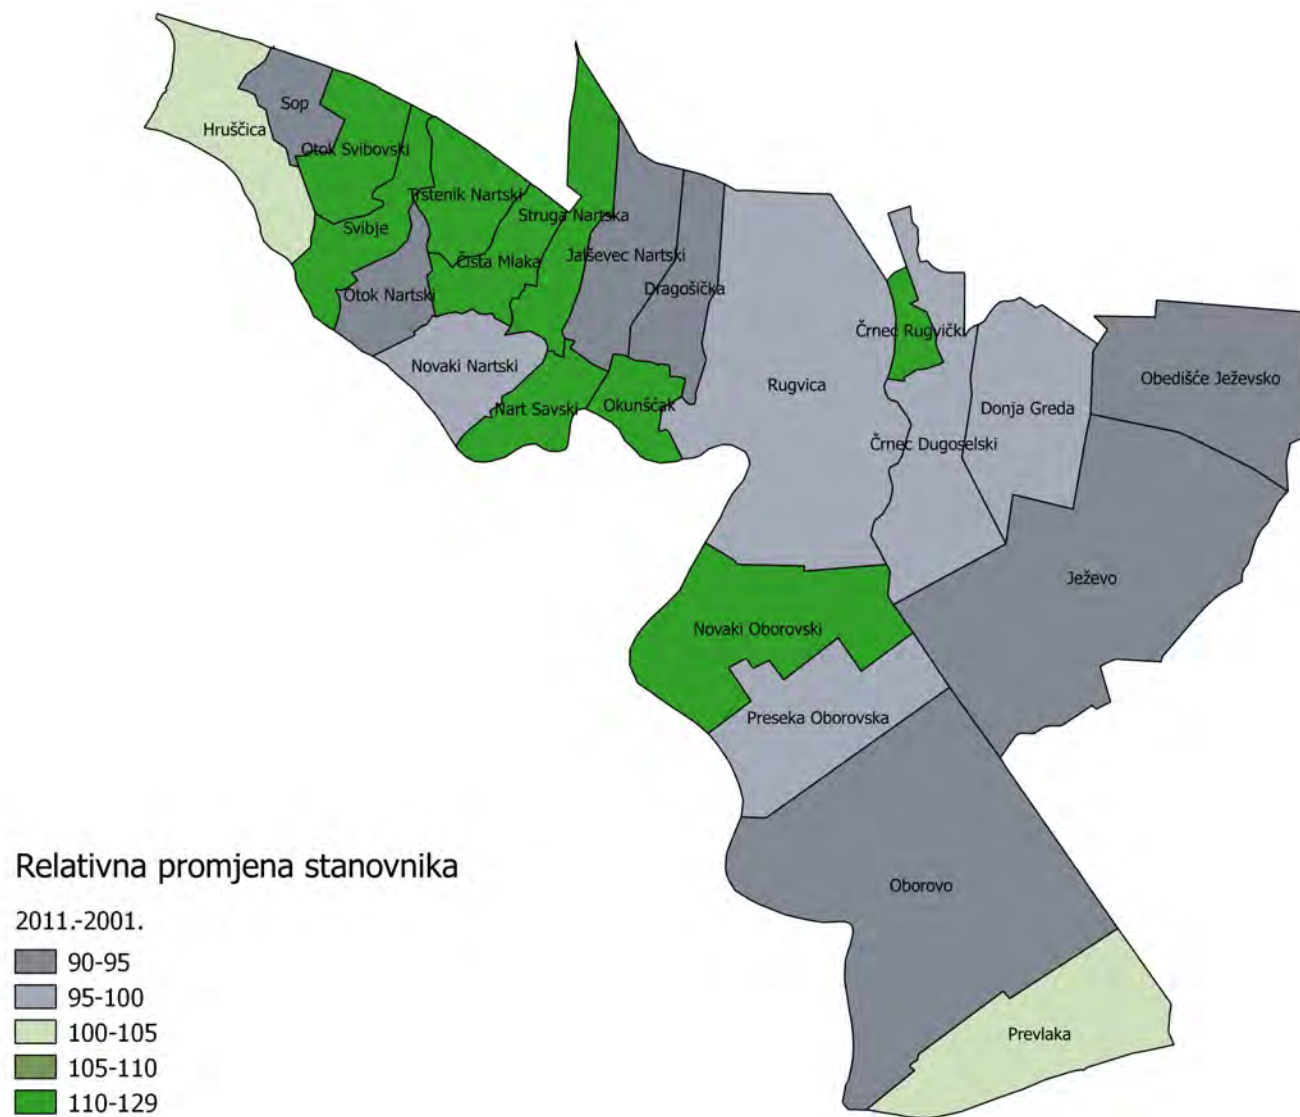 Sop
Hruščica
Otok Svibovski
Trstenik Nartski
Struga Nartska
Svibje
Jalševec Nartski
Čista Mlaka
Dragošička
Otok Nartski
Črnec Rugvički
Novaki Nartski
Obedišće Ježevsko
Rugvica
Okunšćak
Donja Greda
Nart Savski
Črnec Dugoselski
Ježevo
Novaki Oborovski
Preseka Oborovska
Oborovo
Prevlaka
Relativna promjena stanovnika
2011.-2001.
90-95
95-100
100-105
105-110
110-129